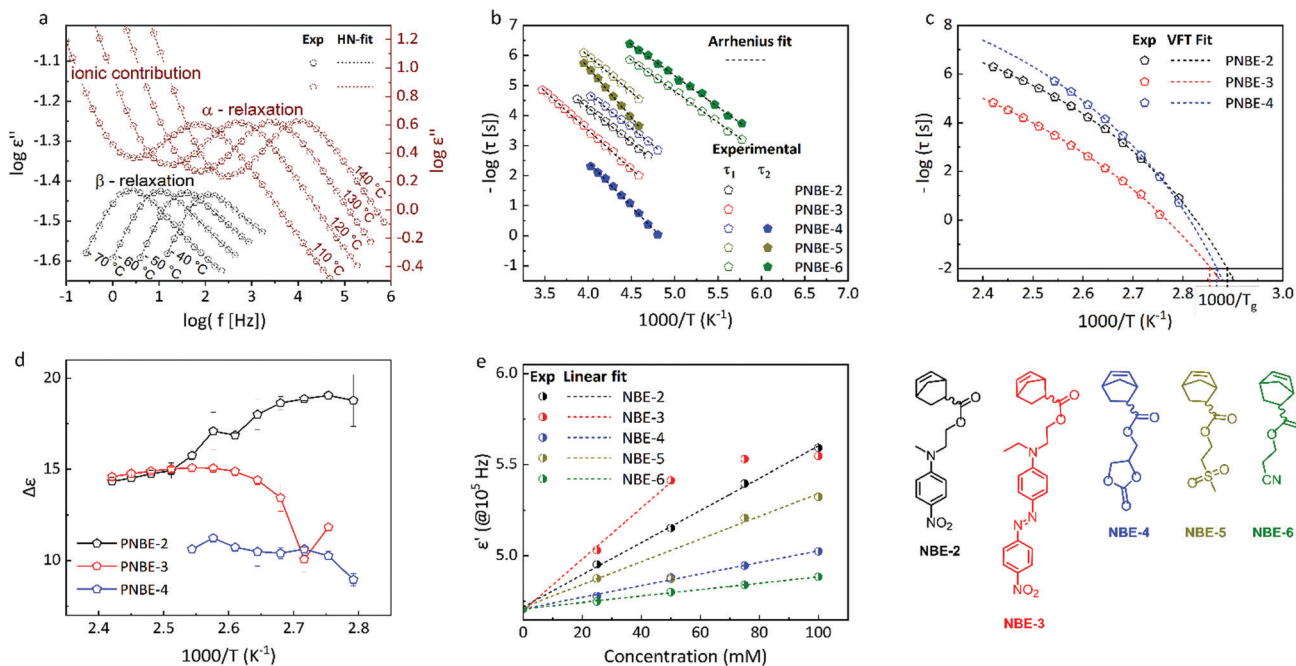 a
Exp HN-fit
ionic contribution
α - relaxation
β - relaxation
-70 °C
-60 °C
-50 °C
-40 °C
110 °C
120 °C
130 °C
140 °C
log ε''
-1.1
-1.2
-1.3
-1.4
-1.5
-1.6
log ε''
1.2
1.0
0.8
0.6
0.4
0.2
0.0
-0.2
-0.4
-1 0 1 2 3 4 5 6
log( f [Hz])
b
Arrhenius fit
Experimental
τ1 τ2
PNBE-2
PNBE-3
PNBE-4
PNBE-5
PNBE-6
- log (τ [s])
7
6
5
4
3
2
1
0
-1
3.5 4.0 4.5 5.0 5.5 6.0 6.5 7.0
1000/T (K-1)
c
Exp VFT Fit
PNBE-2
PNBE-3
PNBE-4
- log (τ [s])
8
6
4
2
0
-2
2.4 2.5 2.6 2.7 2.8 3.0
1000/Tg
1000/T (K-1)
d
Δε
20
15
10
PNBE-2
PNBE-3
PNBE-4
2.4 2.5 2.6 2.7 2.8 2.9
1000/T (K-1)
e
Exp Linear fit
NBE-2
NBE-3
NBE-4
NBE-5
NBE-6
ε' (@10⁵ Hz)
6.0
5.5
5.0
0 20 40 60 80 100
Concentration (mM)
O
O
N
NO2
NBE-2
O
O
N
N
N
NO2
NBE-3
O
O
O
O
O
NBE-4
O
O
O
S
O
NBE-5
O
O
CN
NBE-6